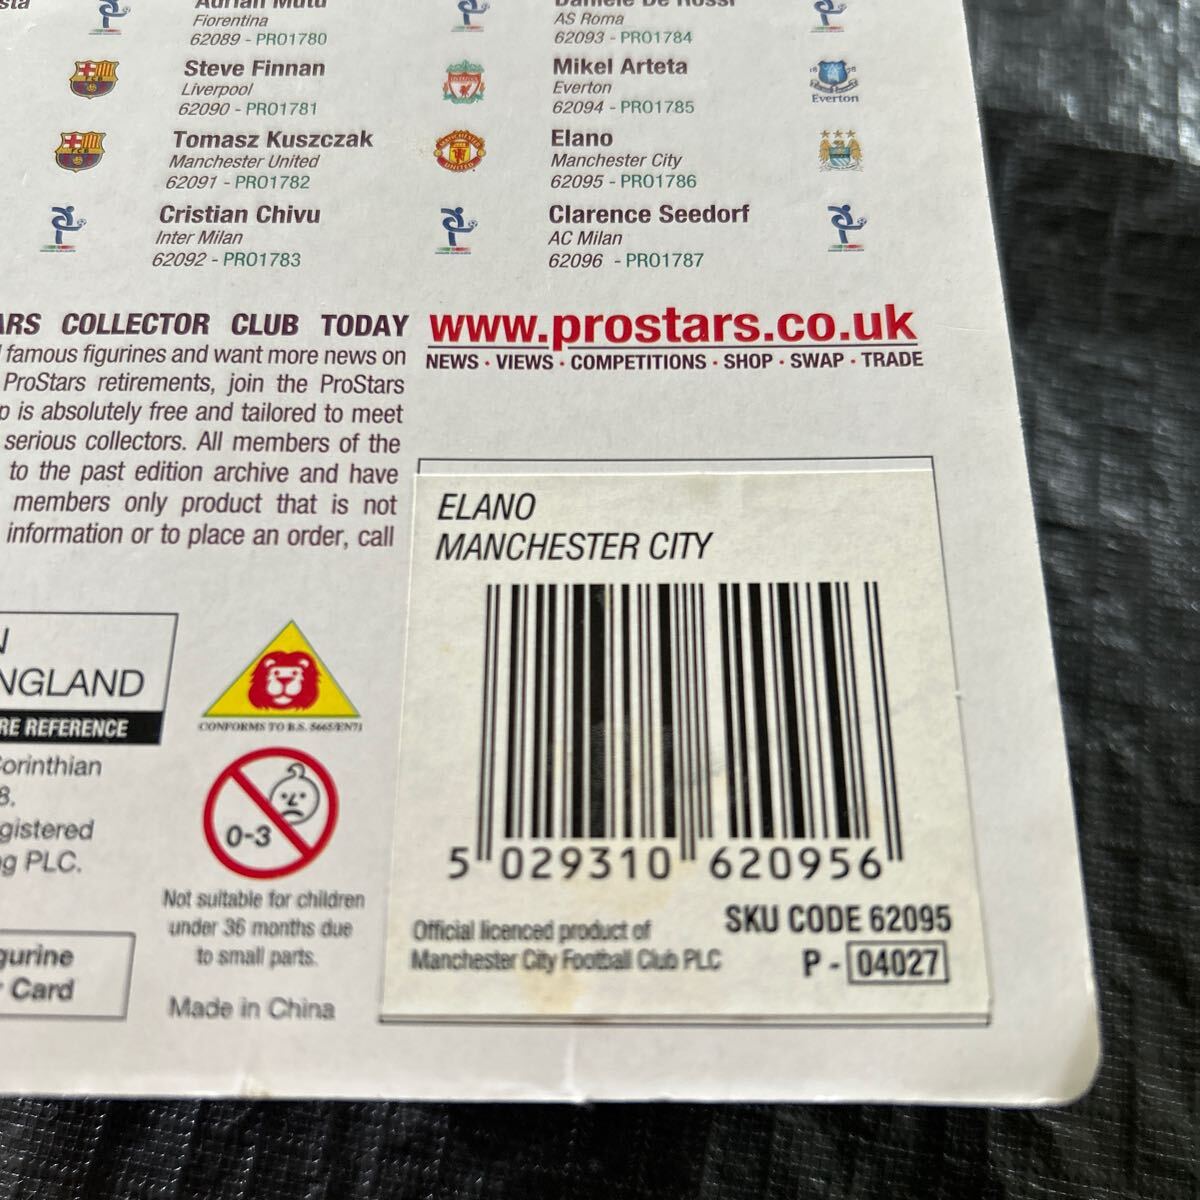 Adrian Mutu
Fiorentina
62089 - PRO1780
Steve Finnan
Liverpool
62090 - PRO1781
Tomasz Kuszczak
Manchester United
62091 - PRO1782
Cristian Chivu
Inter Milan
62092 - PRO1783
Daniele De Rossi
AS Roma
62093 - PRO1784
Mikel Arteta
Everton
62094 - PRO1785
Everton
Elano
Manchester City
62095 - PRO1786
Clarence Seedorf
AC Milan
62096 - PRO1787
ARS COLLECTOR CLUB TODAY
famous figurines and want more news on
ProStars retirements, join the ProStars
p is absolutely free and tailored to meet
serious collectors. All members of the
to the past edition archive and have
members only product that is not
information or to place an order, call
www.prostars.co.uk
NEWS · VIEWS · COMPETITIONS · SHOP · SWAP · TRADE
N
NGLAND
RE REFERENCE
Corinthian
8.
gistered
g PLC.
gurine
Card
CONFORMS TO B.S. 5665/EN71
0-3
Not suitable for children
under 36 months due
to small parts.
Made in China
ELANO
MANCHESTER CITY
5 029310 620956
SKU CODE 62095
P - 04027
Official licenced product of
Manchester City Football Club PLC